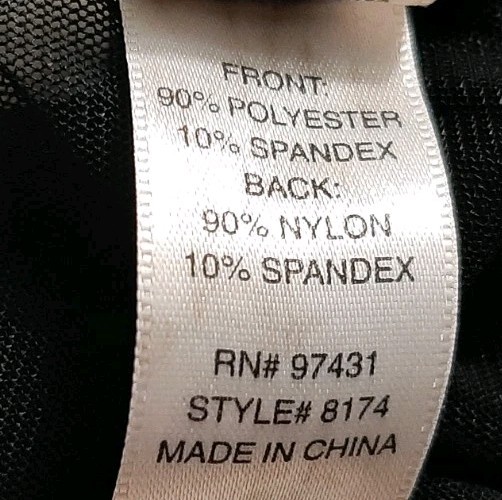 FRONT:
90% POLYESTER
10% SPANDEX
BACK:
90% NYLON
10% SPANDEX
RN# 97431
STYLE# 8174
MADE IN CHINA